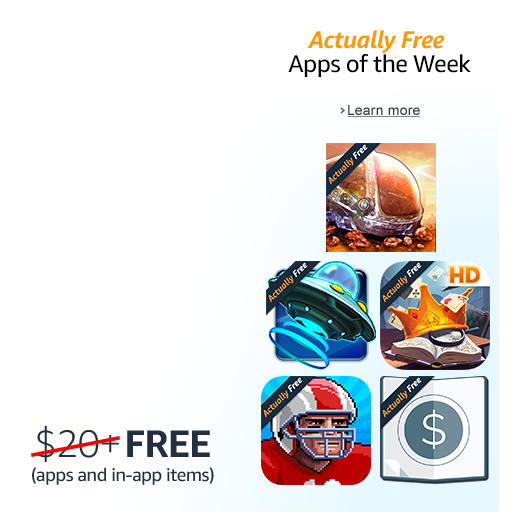 Actually Free
Apps of the Week
› Learn more
Actually Free
Actually Free
Actually Free
HD
Actually Free
Actually Free
$
$20+ FREE
(apps and in-app items)